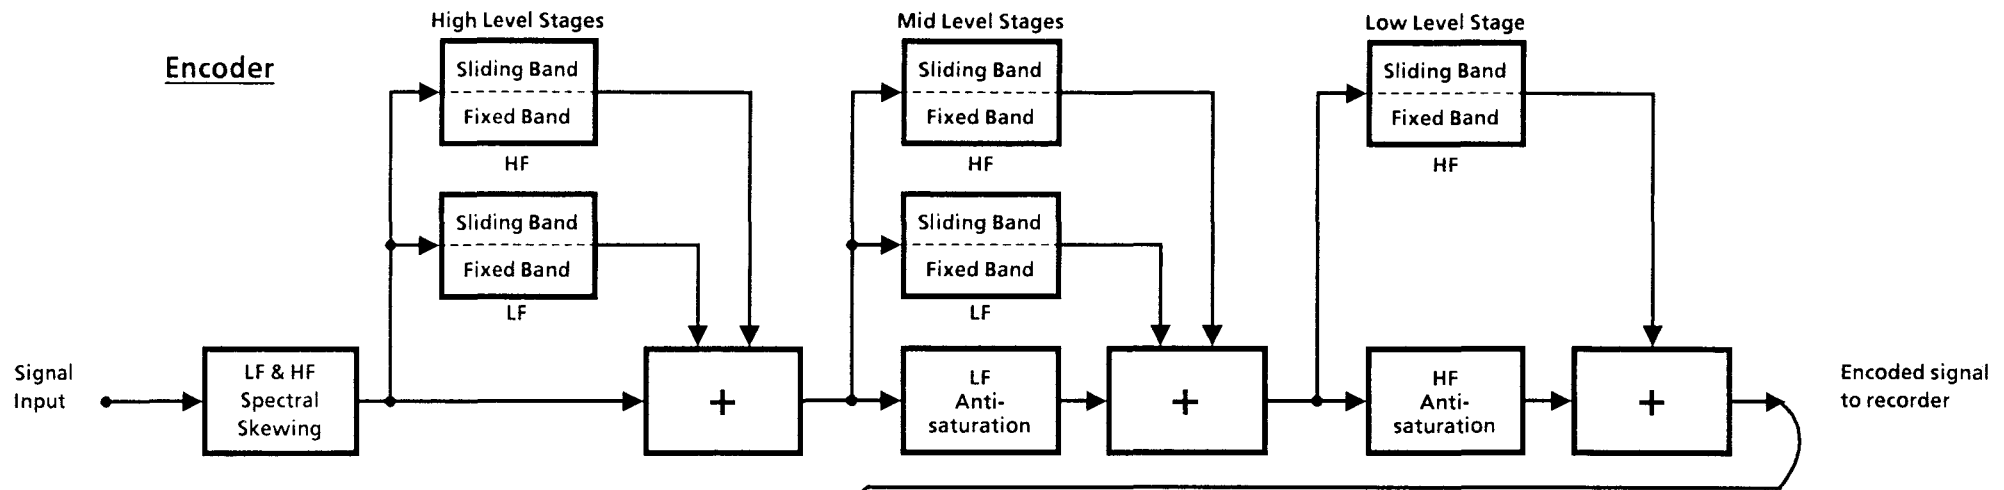 High Level Stages
Mid Level Stages
Low Level Stage
Encoder
Sliding Band
Fixed Band
HF
Sliding Band
Fixed Band
HF
Sliding Band
Fixed Band
HF
Sliding Band
Fixed Band
LF
Sliding Band
Fixed Band
LF
Signal
Input
LF & HF
Spectral
Skewing
+
LF
Anti-
saturation
+
HF
Anti-
saturation
+
Encoded signal
to recorder